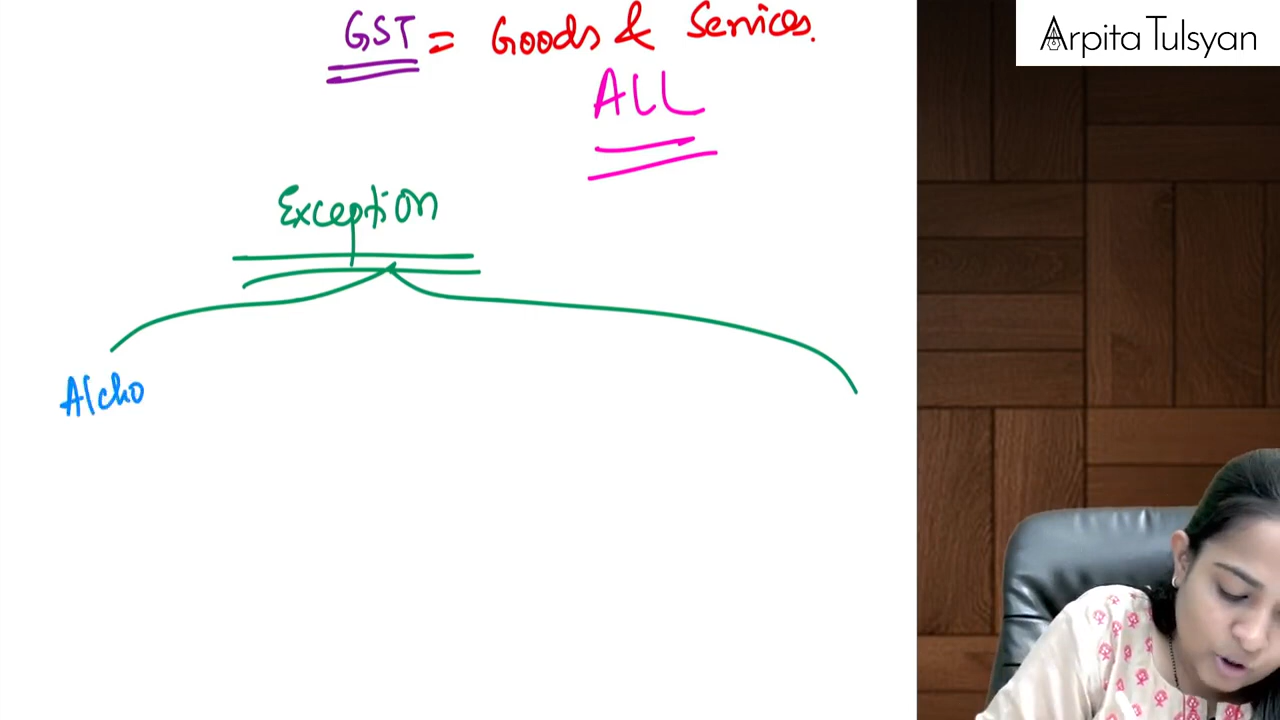 GST = Goods & Services.
Arpita Tulsyan
ALL
Exception
Alcho